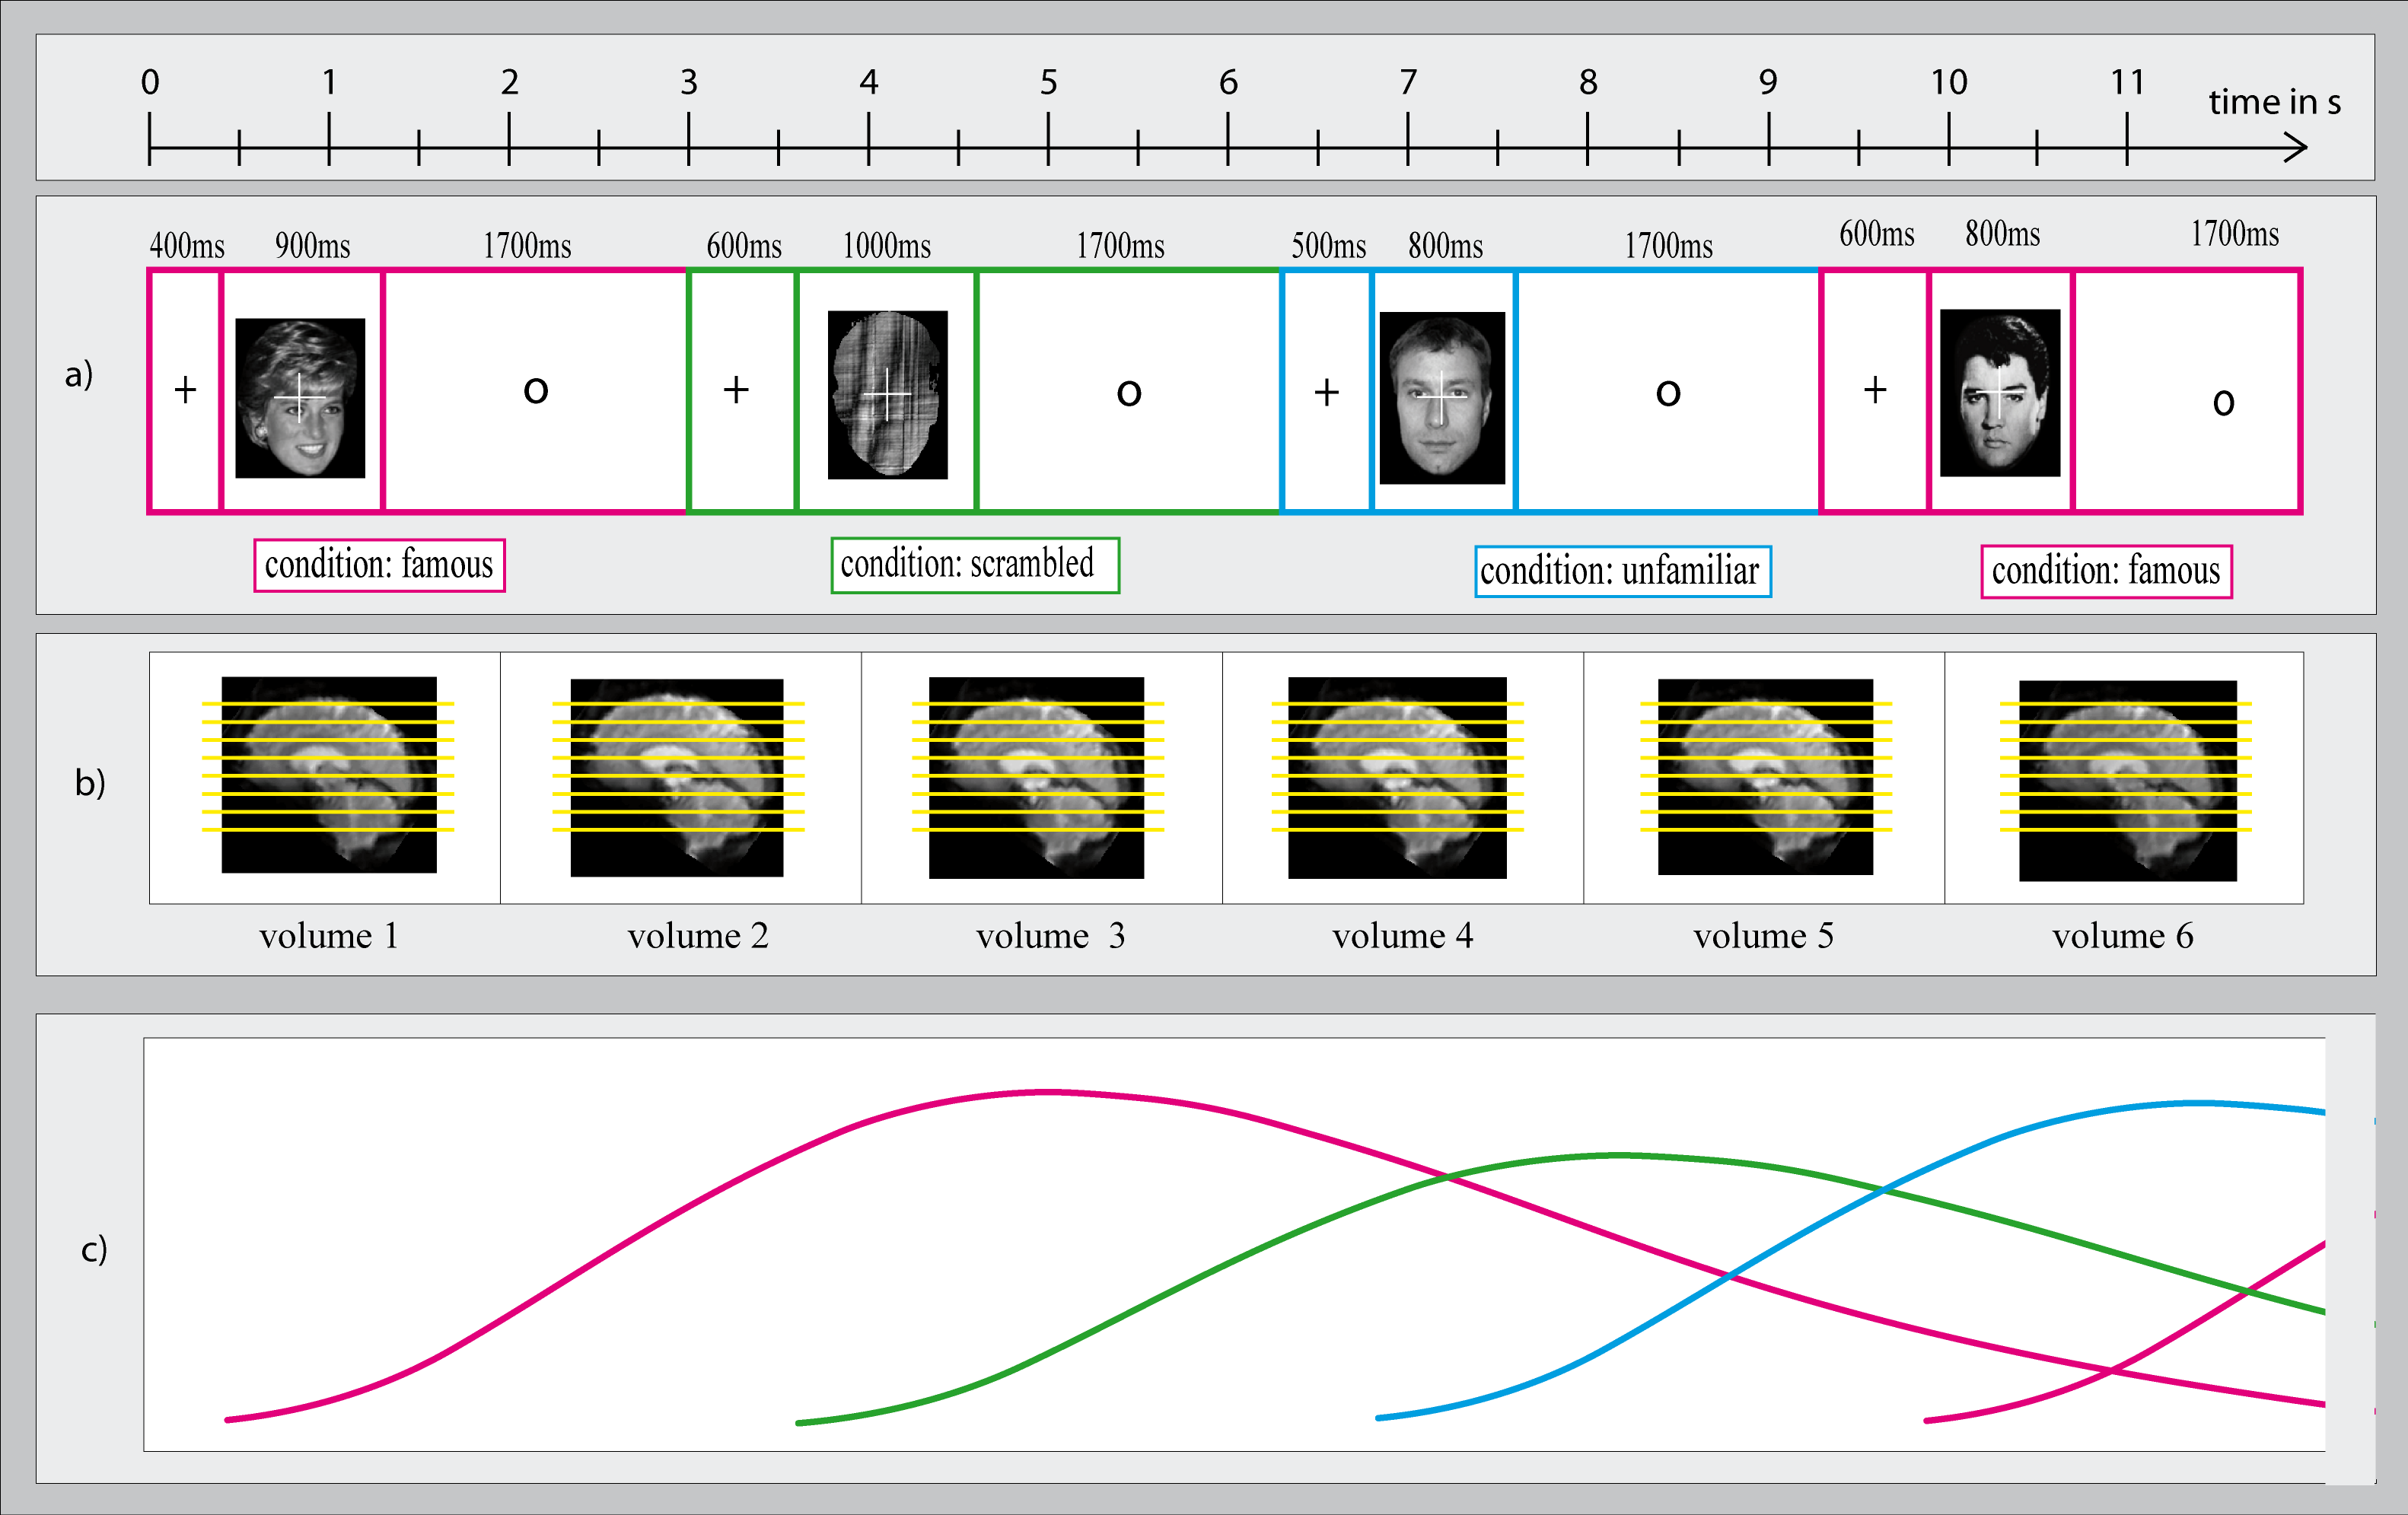 0 1 2 3 4 5 6 7 8 9 10 11
time in s
400ms 900ms 1700ms 600ms 1000ms 1700ms 500ms 800ms 1700ms 600ms 800ms 1700ms
a)
+ + + +
o o o o
condition: famous condition: scrambled condition: unfamiliar condition: famous
b)
volume 1 volume 2 volume 3 volume 4 volume 5 volume 6
c)